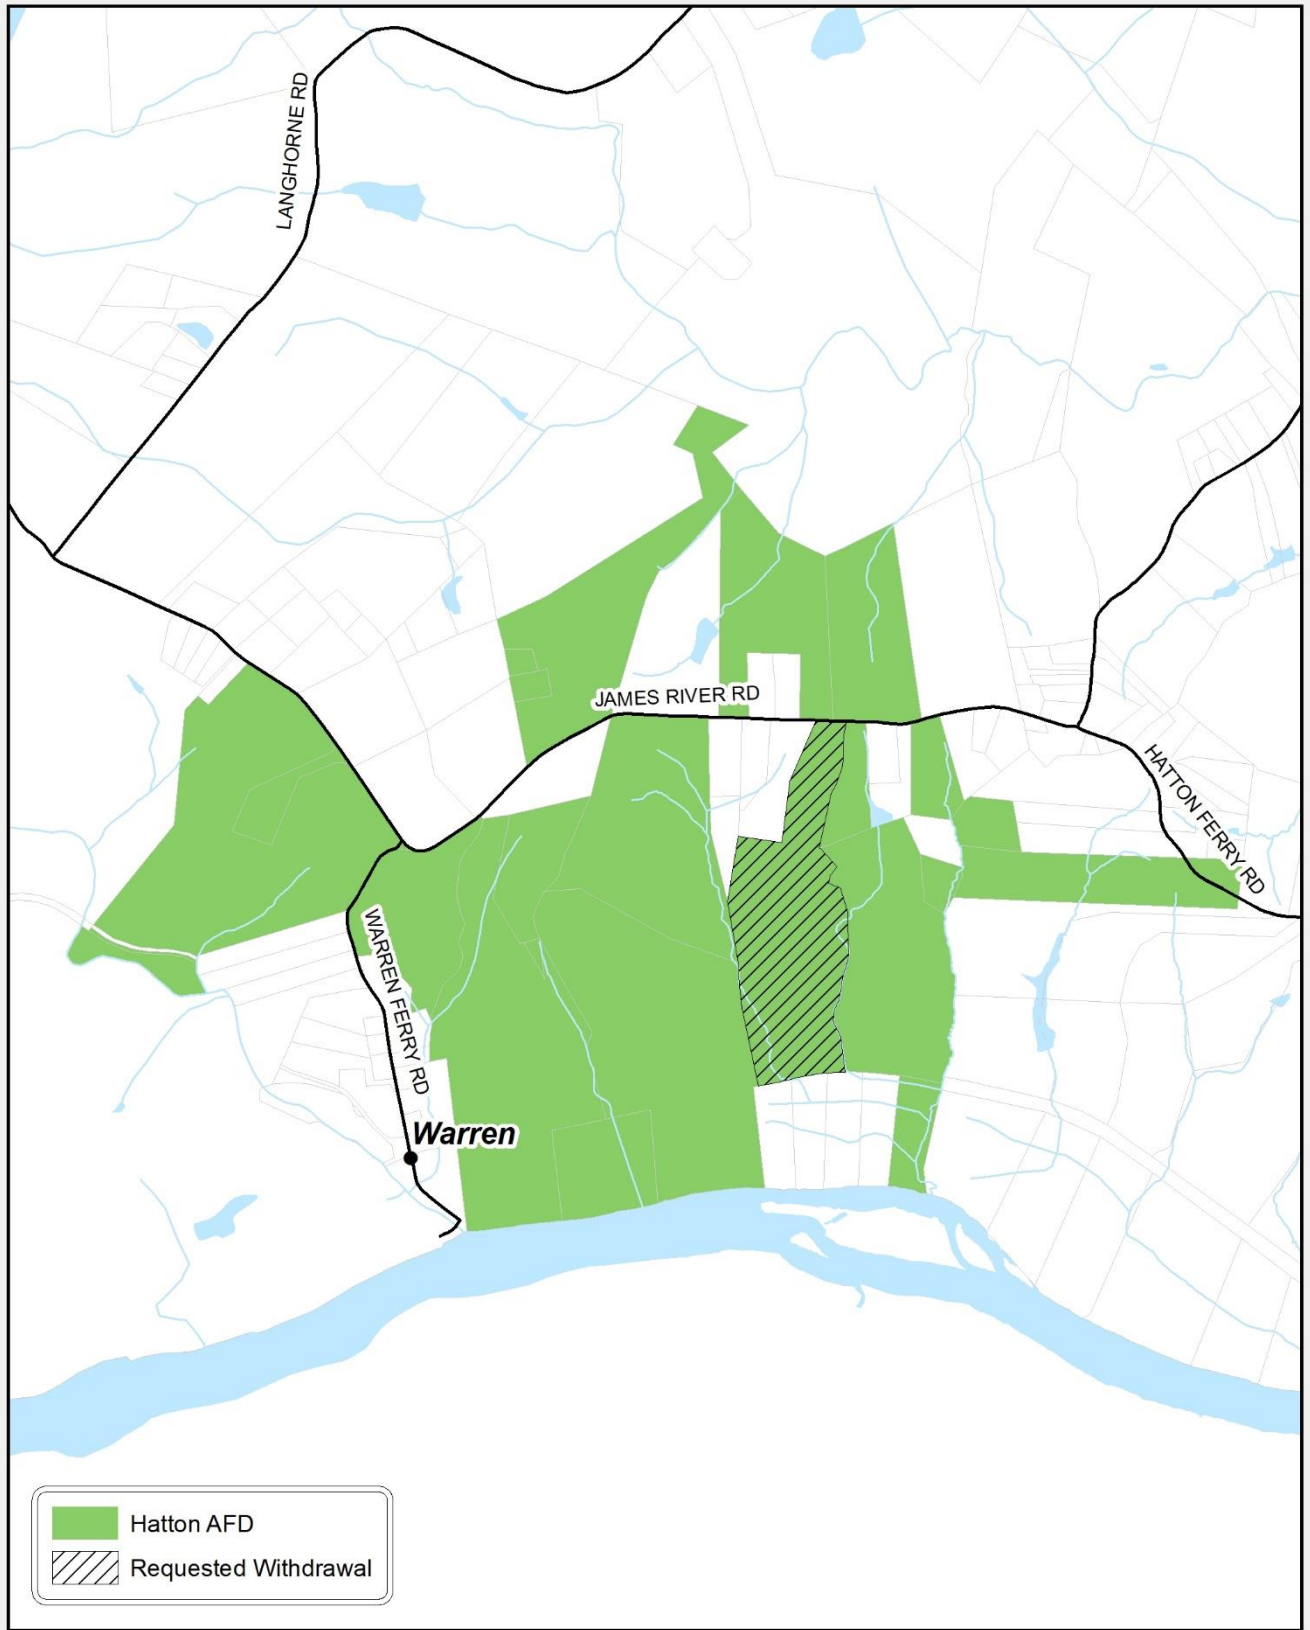 LANGHORNE RD
JAMES RIVER RD
HATTON FERRY RD
WARREN FERRY RD
Warren
Hatton AFD
Requested Withdrawal